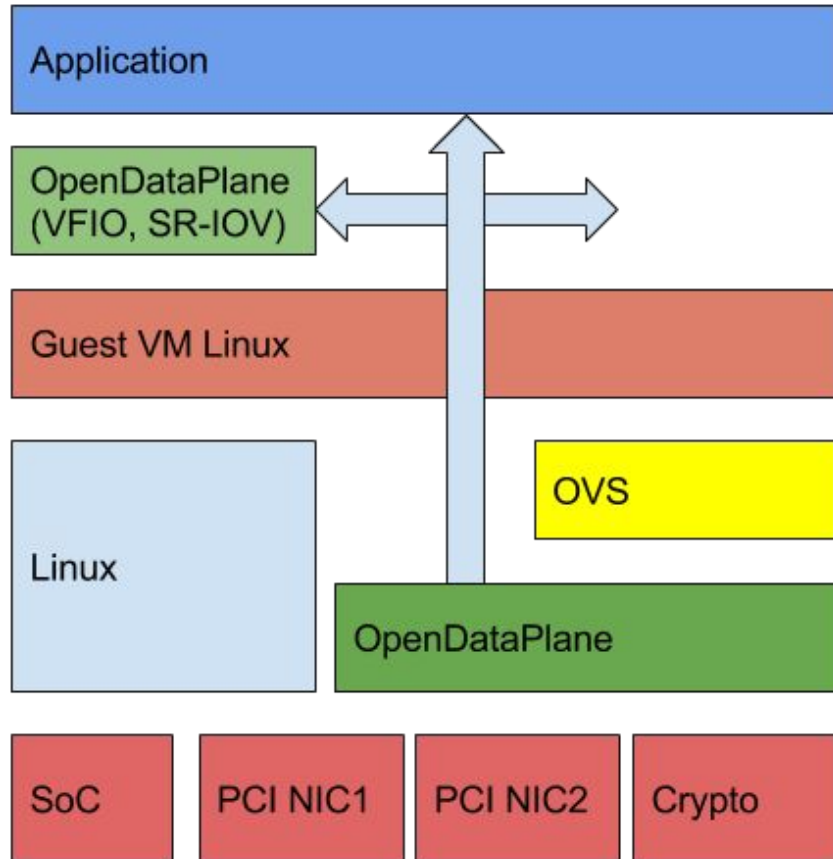 Application
OpenDataPlane
(VFIO, SR-IOV)
Guest VM Linux
OVS
Linux
OpenDataPlane
SoC
PCI NIC1
PCI NIC2
Crypto